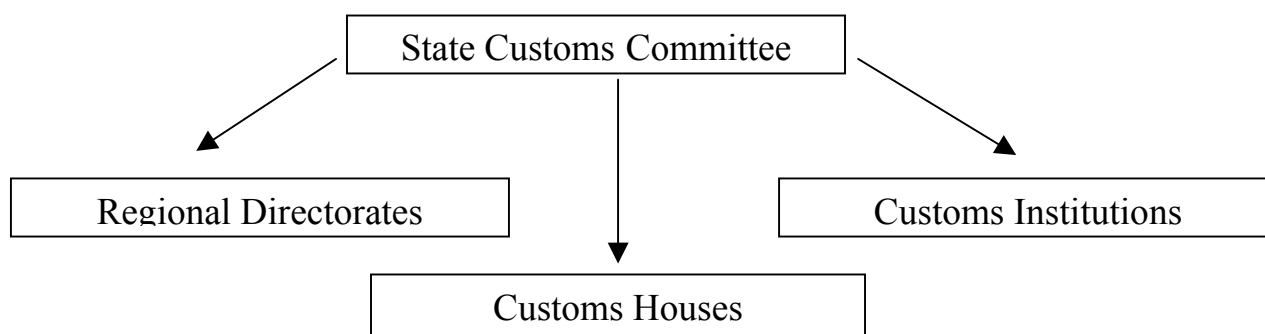 State Customs Committee
Regional Directorates
Customs Institutions
Customs Houses